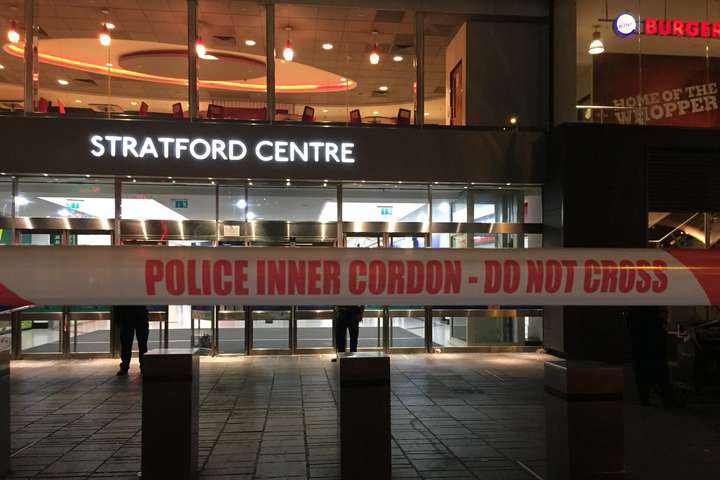 BURGER
HOME OF THE
WHOPPER
STRATFORD CENTRE
POLICE INNER CORDON - DO NOT CROSS